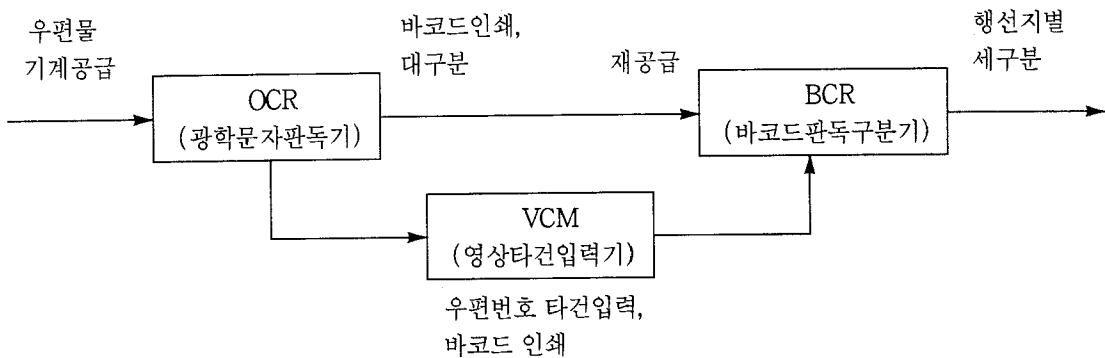 우편물
기계공급
OCR
(광학문자판독기)
바코드인쇄,
대구분
재공급
BCR
(바코드판독구분기)
행선지별
세구분
VCM
(영상타건입력기)
우편번호 타건입력,
바코드 인쇄